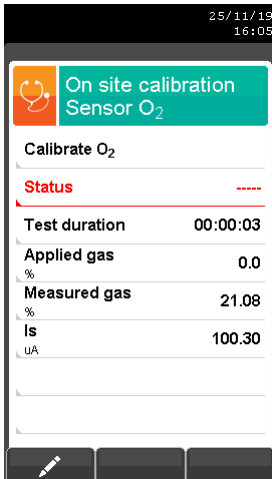 25/11/19
16:05
On site calibration
Sensor O₂
Calibrate O₂
Status -----
Test duration 00:00:03
Applied gas 0.0
%
Measured gas 21.08
%
Is 100.30
uA